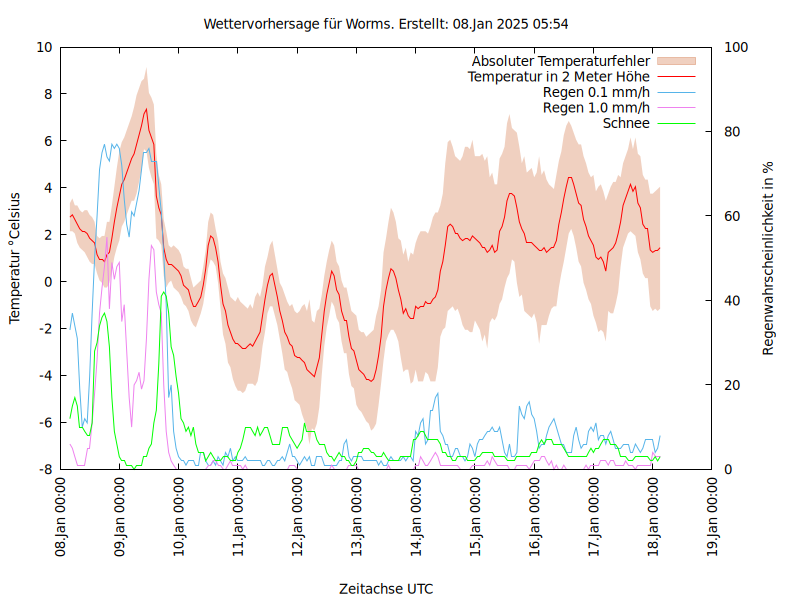 Wettervorhersage für Worms. Erstellt: 08.Jan 2025 05:54
Absoluter Temperaturfehler
Temperatur in 2 Meter Höhe
Regen 0.1 mm/h
Regen 1.0 mm/h
Schnee
Temperatur °Celsius
10
8
6
4
2
0
-2
-4
-6
-8
Regenwahrscheinlichkeit in %
100
80
60
40
20
0
08.Jan 00:00
09.Jan 00:00
10.Jan 00:00
11.Jan 00:00
12.Jan 00:00
13.Jan 00:00
14.Jan 00:00
15.Jan 00:00
16.Jan 00:00
17.Jan 00:00
18.Jan 00:00
19.Jan 00:00
Zeitachse UTC